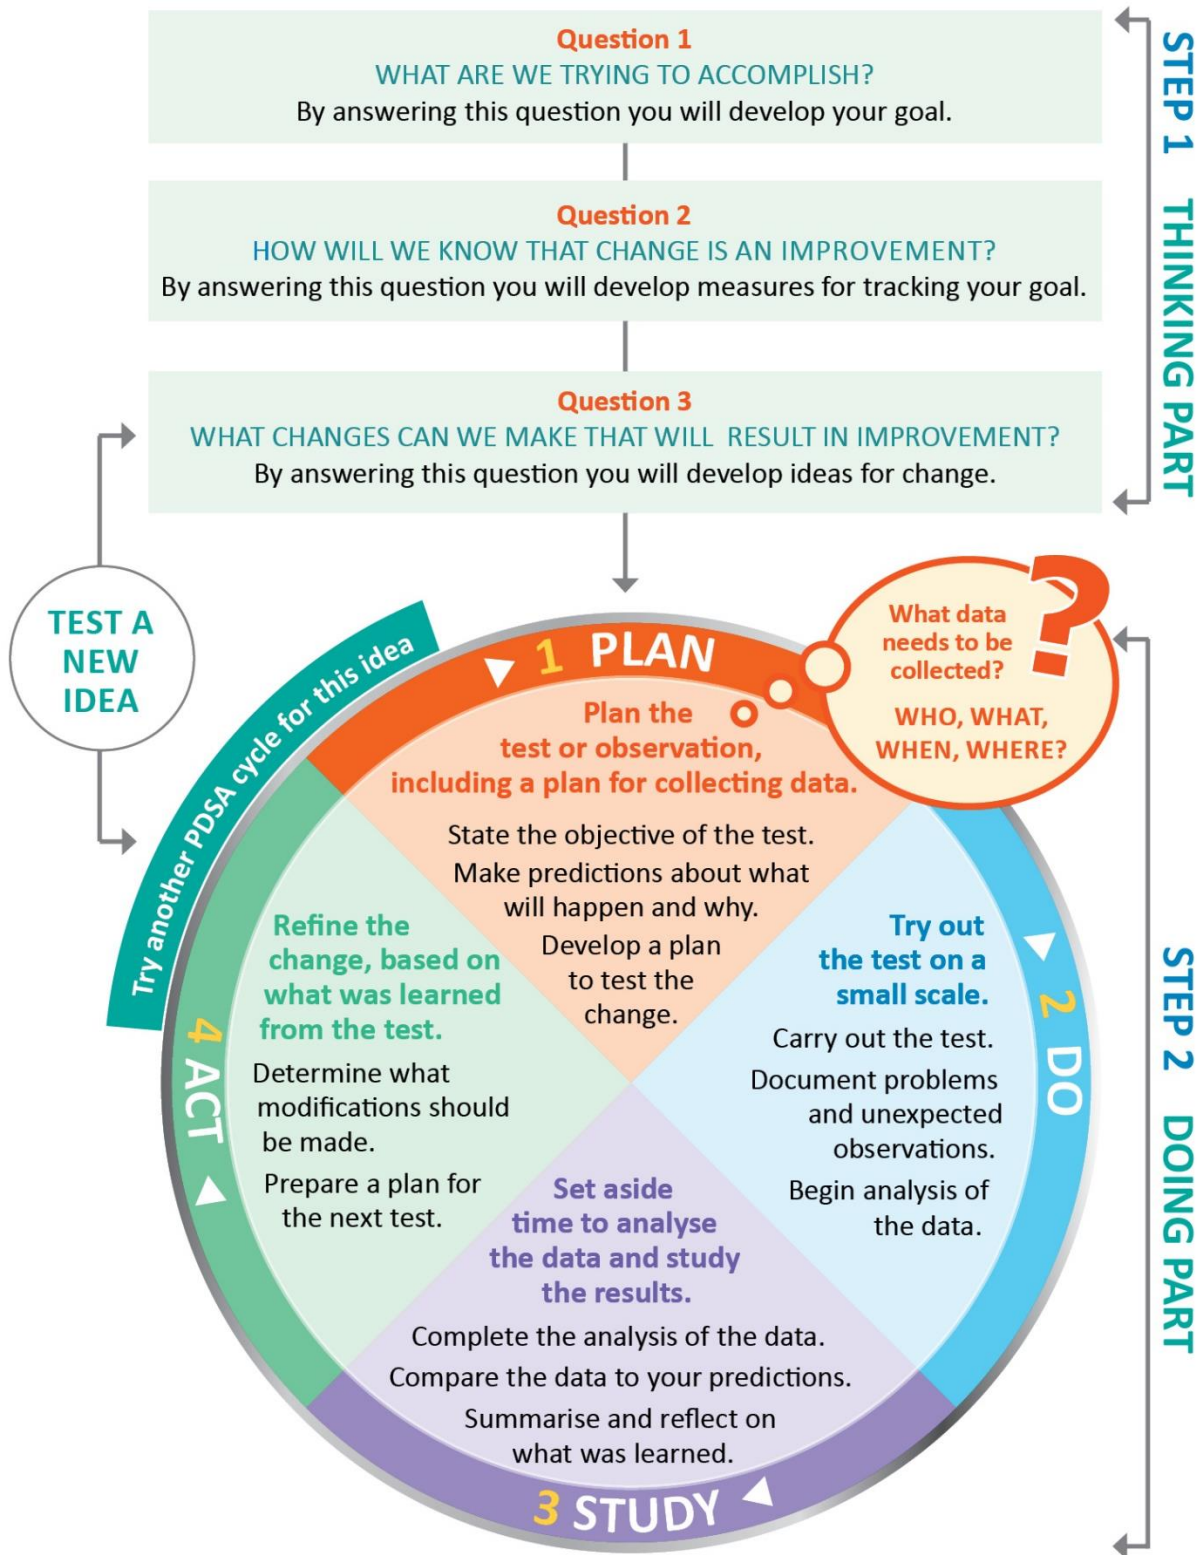 Question 1
WHAT ARE WE TRYING TO ACCOMPLISH?
By answering this question you will develop your goal.
Question 2
HOW WILL WE KNOW THAT CHANGE IS AN IMPROVEMENT?
By answering this question you will develop measures for tracking your goal.
Question 3
WHAT CHANGES CAN WE MAKE THAT WILL RESULT IN IMPROVEMENT?
By answering this question you will develop ideas for change.
STEP 1 THINKING PART
TEST A
NEW
IDEA
Try another PDSA cycle for this idea
1 PLAN
Plan the
test or observation,
including a plan for collecting data.
State the objective of the test.
Make predictions about what
will happen and why.
Develop a plan
to test the
change.
?
What data
needs to be
collected?
WHO, WHAT,
WHEN, WHERE?
2 DO
Try out
the test on a
small scale.
Carry out the test.
Document problems
and unexpected
observations.
Begin analysis of
the data.
3 STUDY
Set aside
time to analyse
the data and study
the results.
Complete the analysis of the data.
Compare the data to your predictions.
Summarise and reflect on
what was learned.
4 ACT
Refine the
change, based on
what was learned
from the test.
Determine what
modifications should
be made.
Prepare a plan for
the next test.
STEP 2 DOING PART